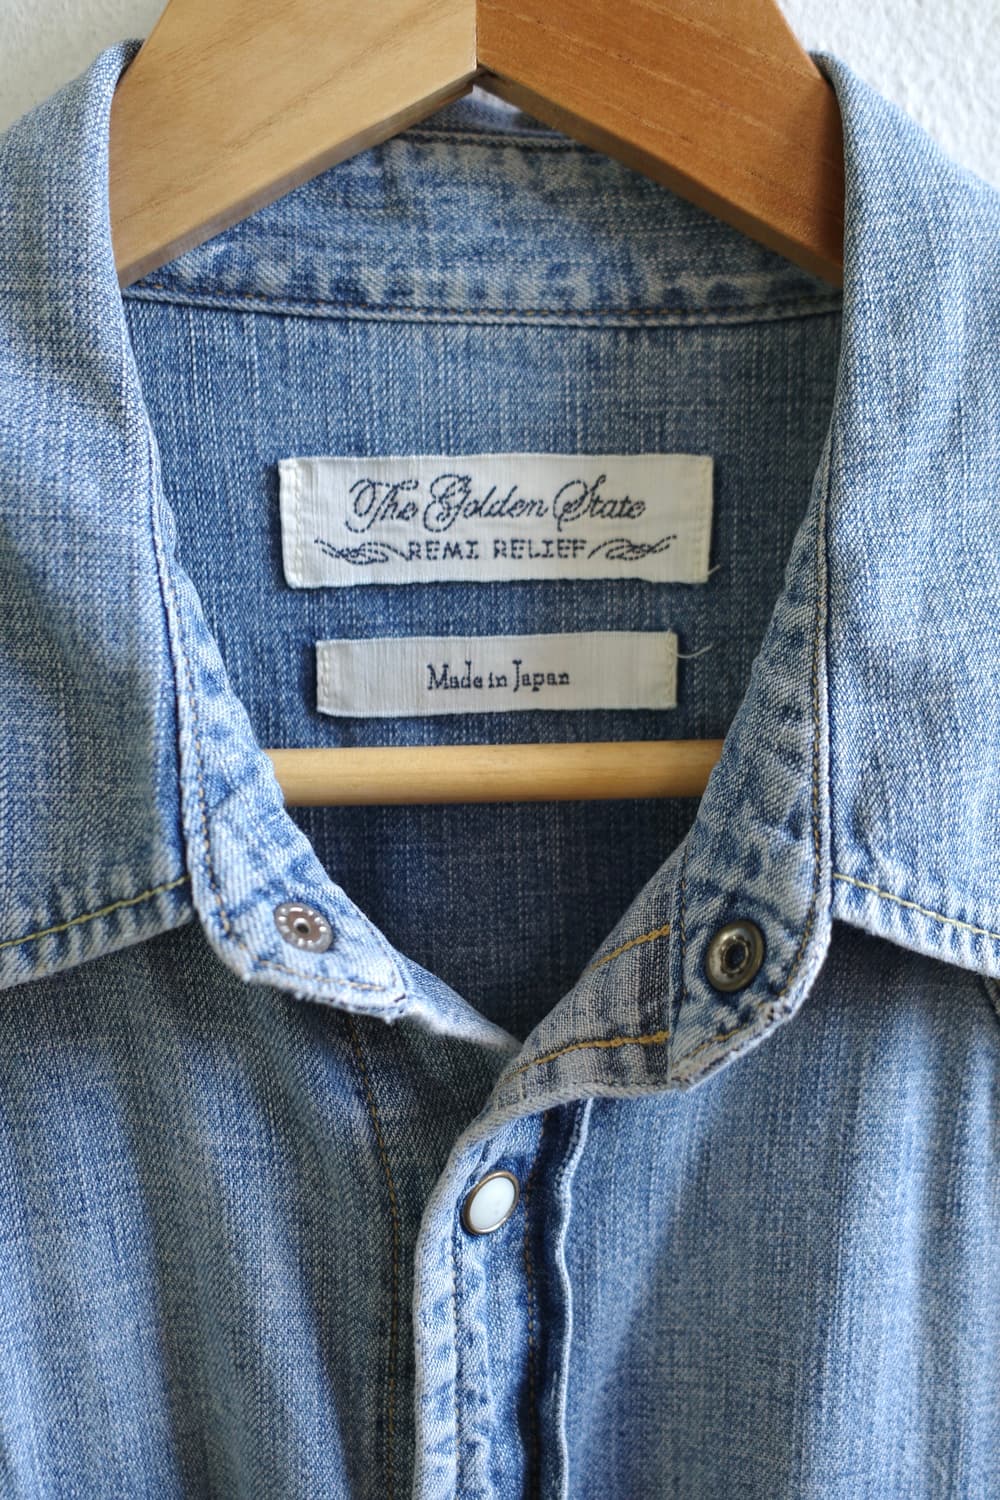 The Golden State
REMI RELIEF
Made in Japan